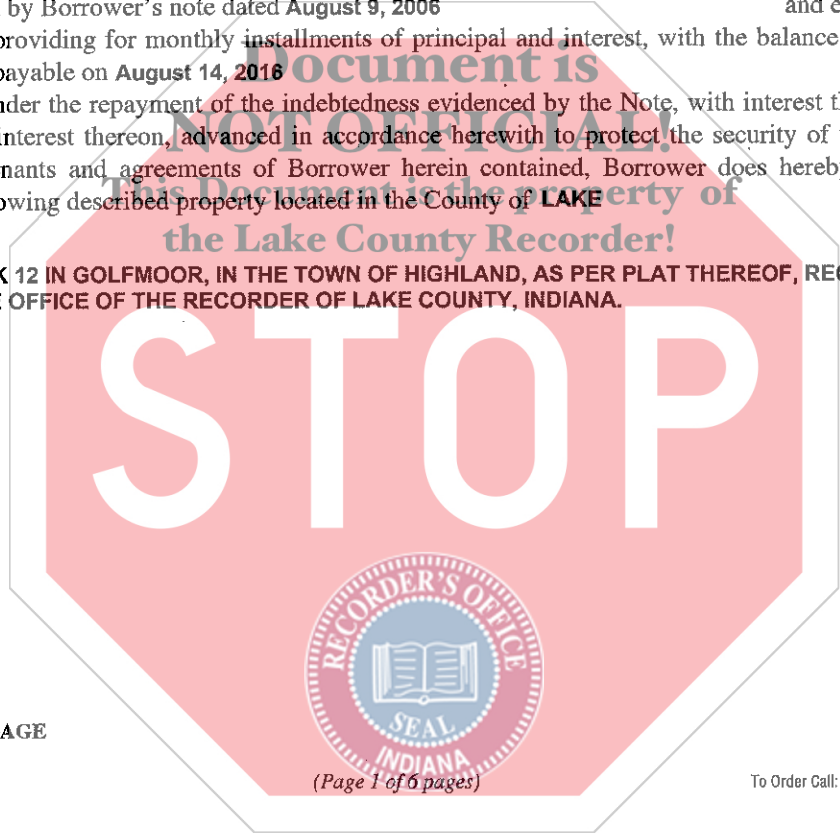 by Borrower's note dated August 9, 2006 and e
providing for monthly installments of principal and interest, with the balance
payable on August 14, 2016
Document is
nder the repayment of the indebtedness evidenced by the Note, with interest th
NOT OFFICIAL!
interest thereon, advanced in accordance herewith to protect the security of
nants and agreements of Borrower herein contained, Borrower does hereby
This Document is the property of
owing described property located in the County of LAKE
the Lake County Recorder!
K 12 IN GOLFMOOR, IN THE TOWN OF HIGHLAND, AS PER PLAT THEREOF, REC
E OFFICE OF THE RECORDER OF LAKE COUNTY, INDIANA.
STOP
RECORDER'S OFFICE
SEAL
INDIANA
AGE
(Page 1 of 6 pages)
To Order Call: